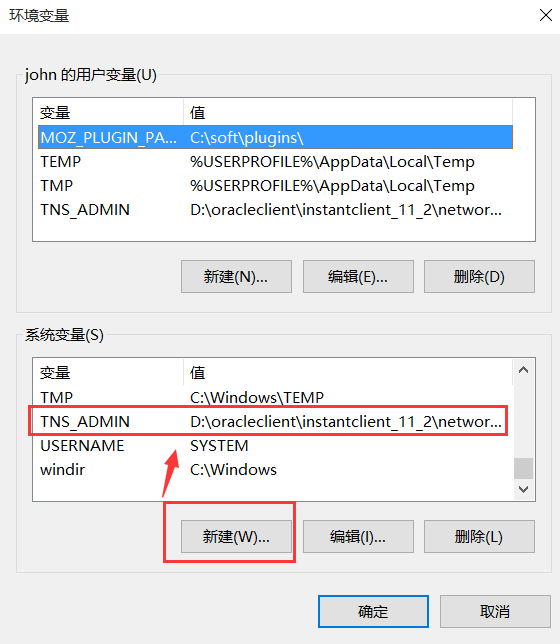 环境变量
john 的用户变量(U)
变量 值
MOZ_PLUGIN_PA... C:\soft\plugins\
TEMP %USERPROFILE%\AppData\Local\Temp
TMP %USERPROFILE%\AppData\Local\Temp
TNS_ADMIN D:\oracleclient\instantclient_11_2\networ...
新建(N)... 编辑(E)... 删除(D)
系统变量(S)
变量 值
TMP C:\Windows\TEMP
TNS_ADMIN D:\oracleclient\instantclient_11_2\networ...
USERNAME SYSTEM
windir C:\Windows
新建(W)... 编辑(I)... 删除(L)
确定 取消